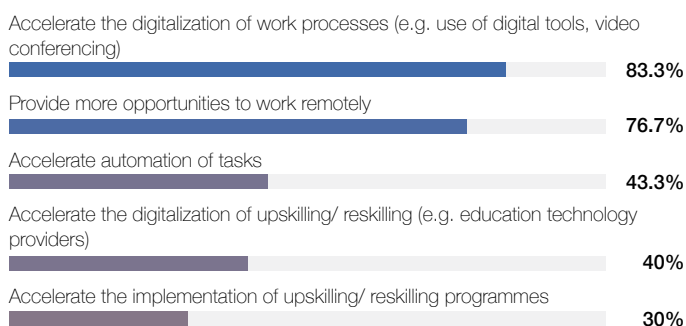 Accelerate the digitalization of work processes (e.g. use of digital tools, video
conferencing)
83.3%
Provide more opportunities to work remotely
76.7%
Accelerate automation of tasks
43.3%
Accelerate the digitalization of upskilling/ reskilling (e.g. education technology
providers)
40%
Accelerate the implementation of upskilling/ reskilling programmes
30%